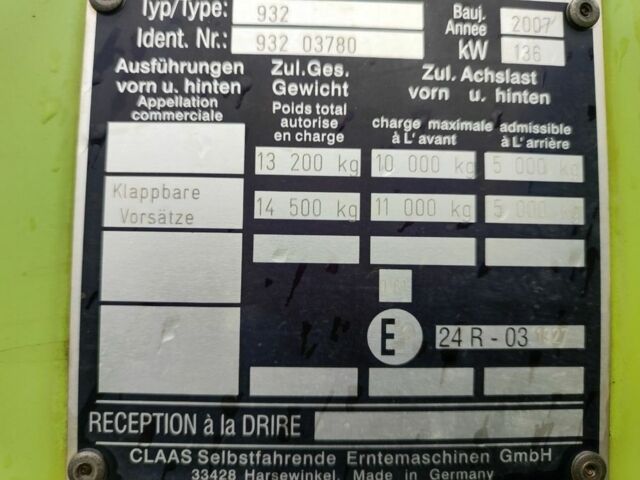 Typ/Type: 932 Bauj. Année 2007
Ident. Nr.: 932 03780 kW 136
Ausführungen vorn u. hinten
Appellation commerciale
Zul.Ges. Gewicht
Poids total autorise en charge
Zul. Achslast vorn u. hinten
charge maximale admissible
à L'avant à L'arrière
13 200 kg 10 000 kg 5 000 kg
Klappbare Vorsätze 14 500 kg 11 000 kg 5 000 kg
E 24 R - 03
RECEPTION à la DRIRE
CLAAS Selbstfahrende Erntemaschinen GmbH
33428 Harsewinkel, Made in Germany